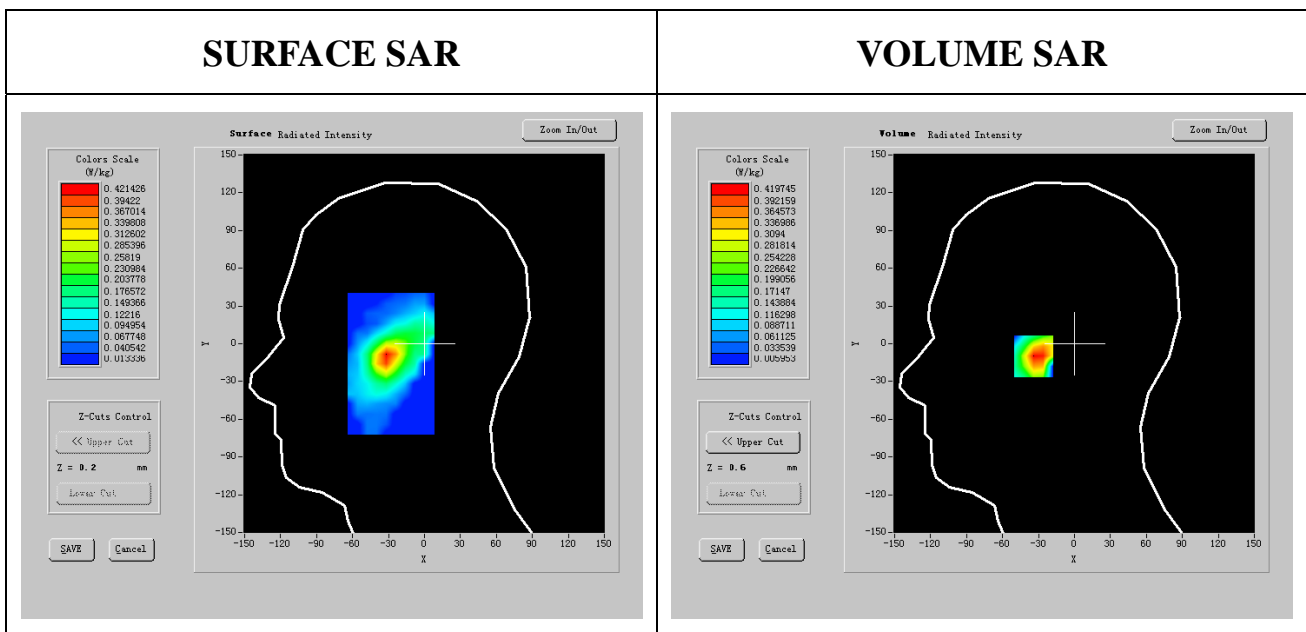 SURFACE SAR
VOLUME SAR
Surface Radiated Intensity
Zoom In/Out
Colors Scale
(W/kg)
0.421426
0.39422
0.367014
0.339808
0.312602
0.285396
0.25819
0.230984
0.203778
0.176572
0.149366
0.12216
0.094954
0.067748
0.040542
0.013336
Z-Cuts Control
<< Upper Cut
Z = 0.2 mm
Lower Cut
SAVE
Cancel
150
120
90
60
30
0
-30
-60
-90
-120
-150
Y
-150 -120 -90 -60 -30 0 30 60 90 120 150
X
Volume Radiated Intensity
Zoom In/Out
Colors Scale
(W/kg)
0.419745
0.392159
0.364573
0.336986
0.3094
0.281814
0.254228
0.226642
0.199056
0.17147
0.143884
0.116298
0.088711
0.061125
0.033539
0.005953
Z-Cuts Control
<< Upper Cut
Z = 0.6 mm
Lower Cut
SAVE
Cancel
150
120
90
60
30
0
-30
-60
-90
-120
-150
Y
-150 -120 -90 -60 -30 0 30 60 90 120 150
X